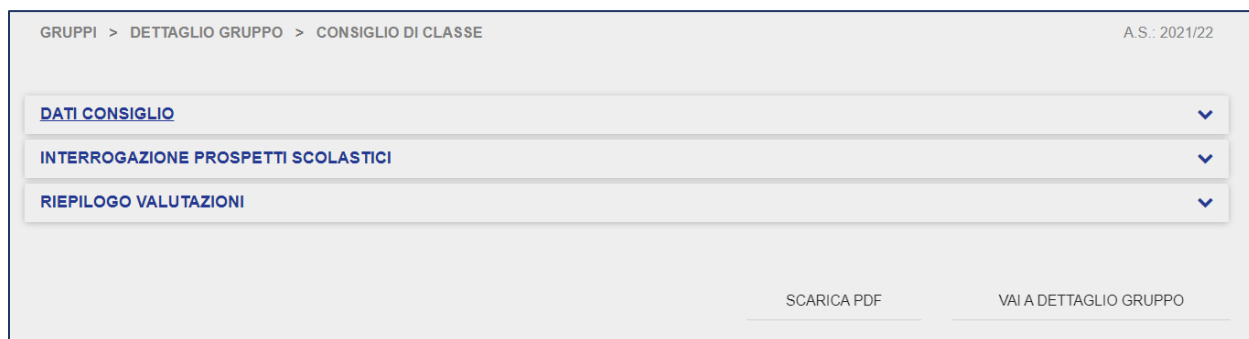 GRUPPI > DETTAGLIO GRUPPO > CONSIGLIO DI CLASSE A.S.: 2021/22
DATI CONSIGLIO
INTERROGAZIONE PROSPETTI SCOLASTICI
RIEPILOGO VALUTAZIONI
SCARICA PDF VAI A DETTAGLIO GRUPPO